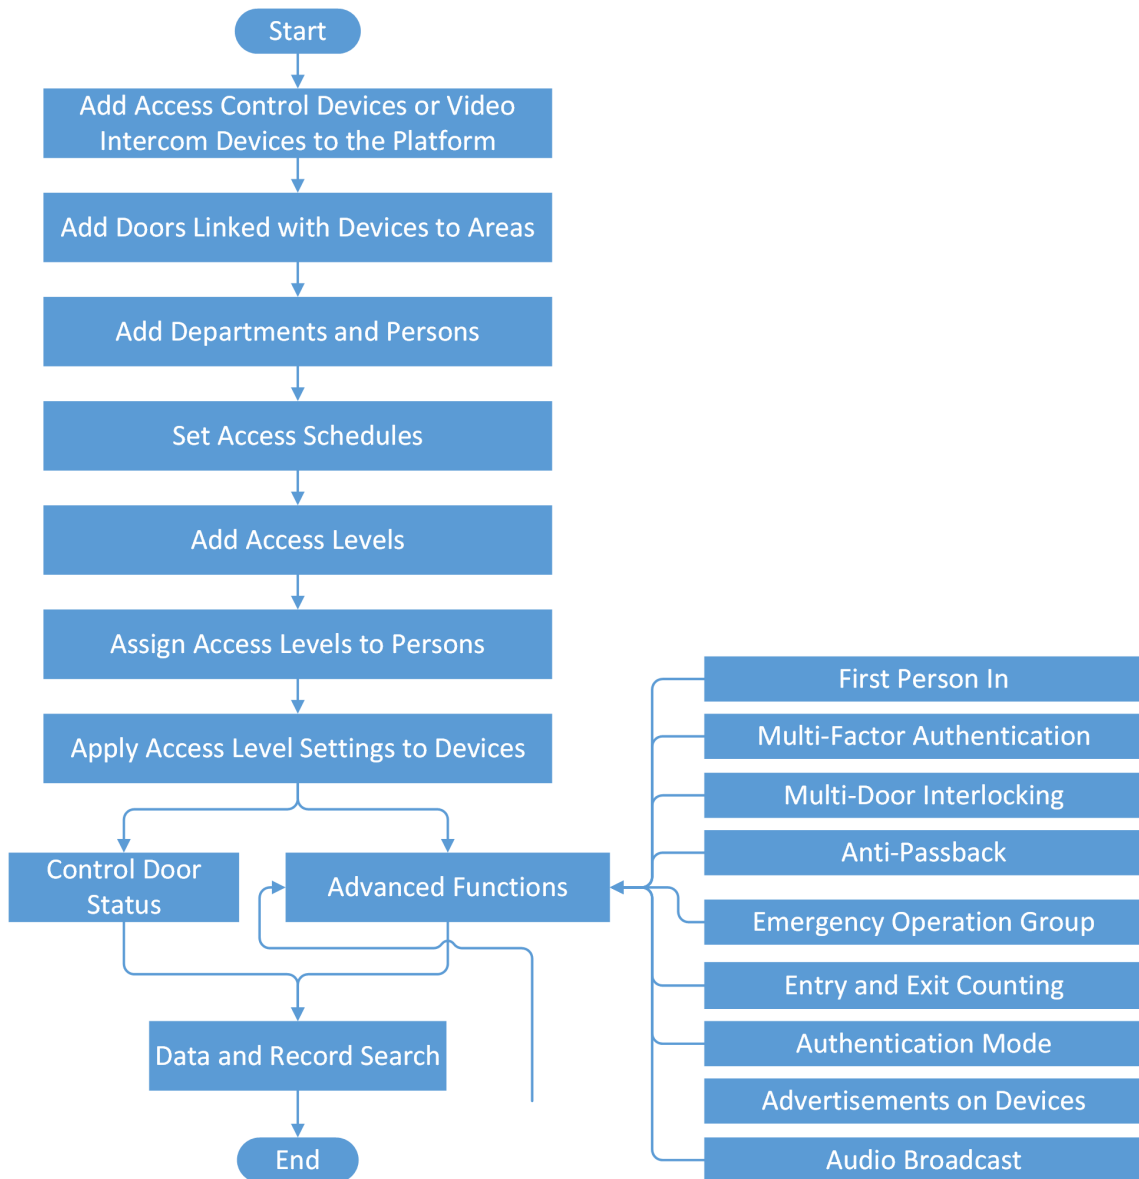 Start
Add Access Control Devices or Video
Intercom Devices to the Platform
Add Doors Linked with Devices to Areas
Add Departments and Persons
Set Access Schedules
Add Access Levels
Assign Access Levels to Persons
Apply Access Level Settings to Devices
Control Door
Status
Advanced Functions
First Person In
Multi-Factor Authentication
Multi-Door Interlocking
Anti-Passback
Emergency Operation Group
Entry and Exit Counting
Authentication Mode
Advertisements on Devices
Audio Broadcast
Data and Record Search
End